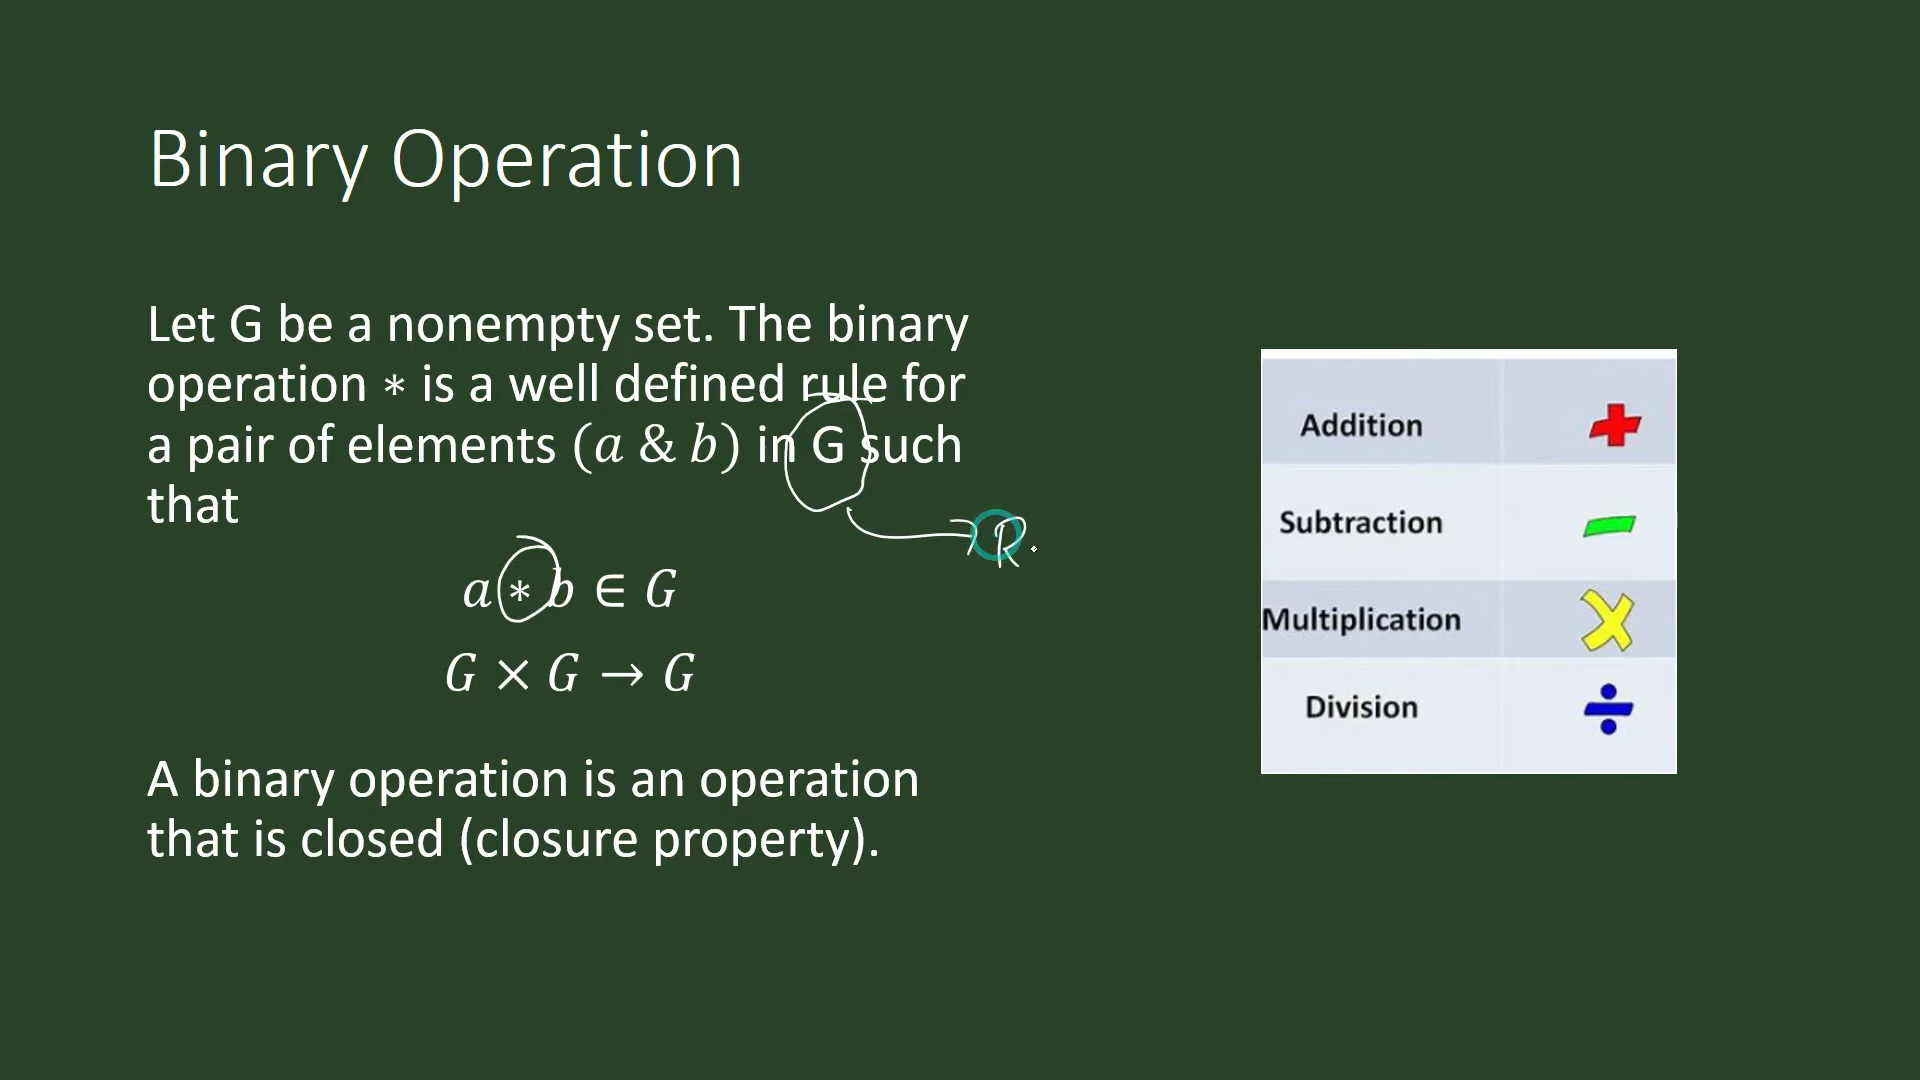 Binary Operation
Let G be a nonempty set. The binary
operation ∗ is a well defined rule for
a pair of elements (a & b) in G such
that
R.
a ∗ b ∈ G
G × G → G
A binary operation is an operation
that is closed (closure property).
Addition
Subtraction
Multiplication
Division